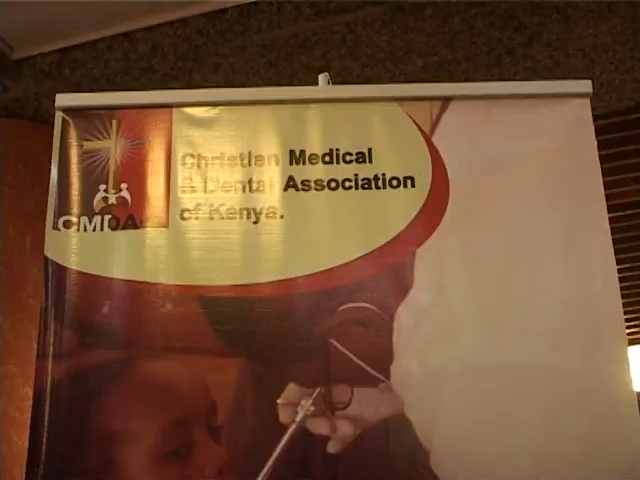 Christian Medical
& Dental Association
of Kenya.
CMDA